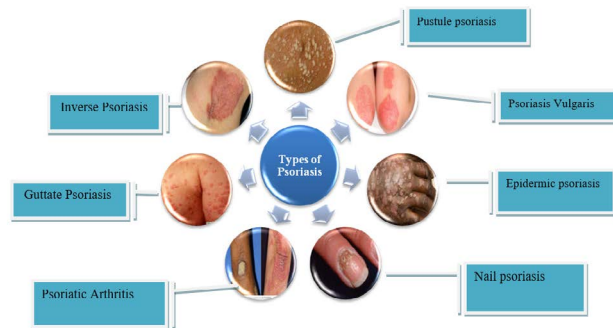 Pustule psoriasis
Inverse Psoriasis
Psoriasis Vulgaris
Types of
Psoriasis
Guttate Psoriasis
Epidermic psoriasis
Psoriatic Arthritis
Nail psoriasis